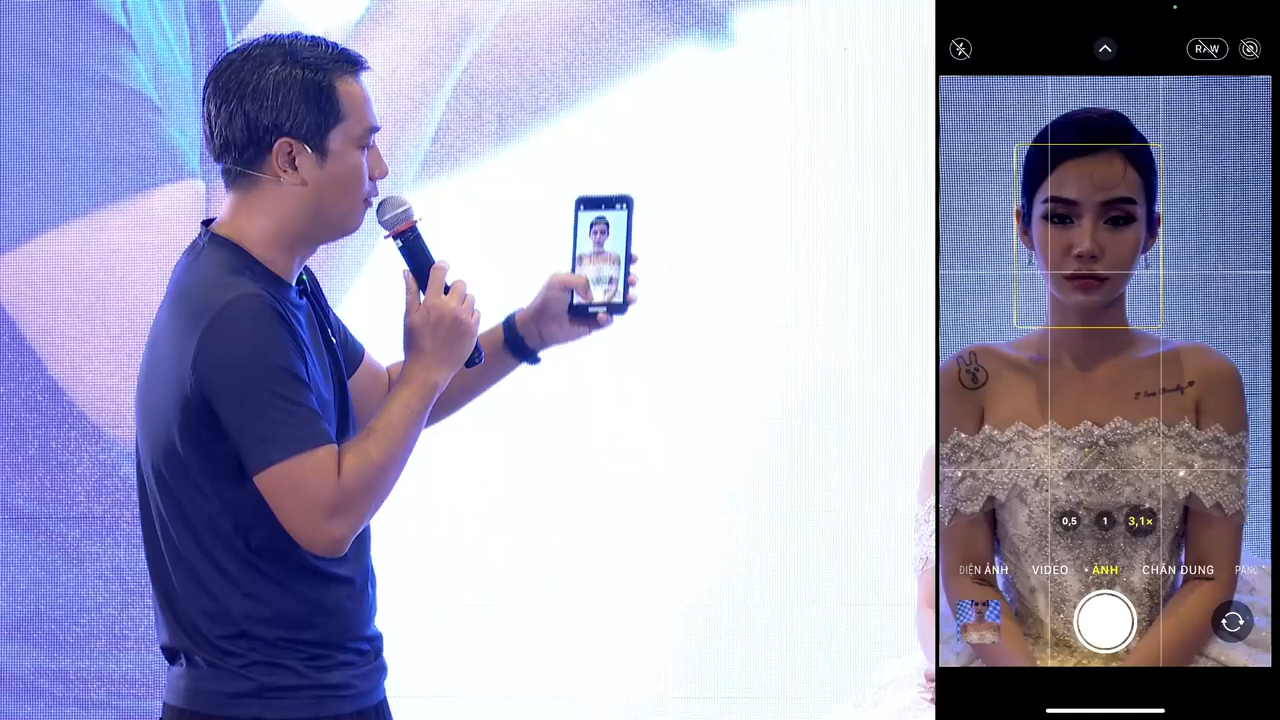 RAW
0,5 1 3,1×
ĐIỆN ẢNH VIDEO ẢNH CHÂN DUNG